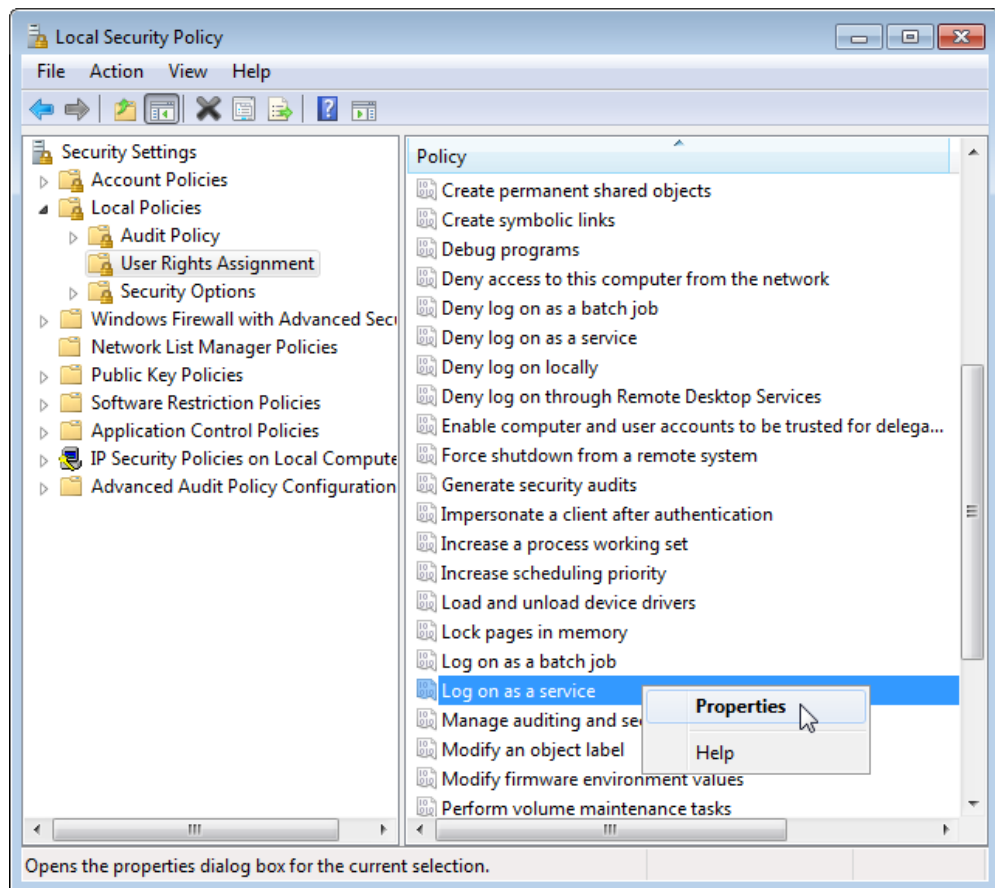 Local Security Policy
File Action View Help
Security Settings
Account Policies
Local Policies
Audit Policy
User Rights Assignment
Security Options
Windows Firewall with Advanced Secu
Network List Manager Policies
Public Key Policies
Software Restriction Policies
Application Control Policies
IP Security Policies on Local Compute
Advanced Audit Policy Configuration
Policy
Create permanent shared objects
Create symbolic links
Debug programs
Deny access to this computer from the network
Deny log on as a batch job
Deny log on as a service
Deny log on locally
Deny log on through Remote Desktop Services
Enable computer and user accounts to be trusted for delega...
Force shutdown from a remote system
Generate security audits
Impersonate a client after authentication
Increase a process working set
Increase scheduling priority
Load and unload device drivers
Lock pages in memory
Log on as a batch job
Log on as a service
Manage auditing and se
Modify an object label
Modify firmware environment values
Perform volume maintenance tasks
Properties
Help
Opens the properties dialog box for the current selection.